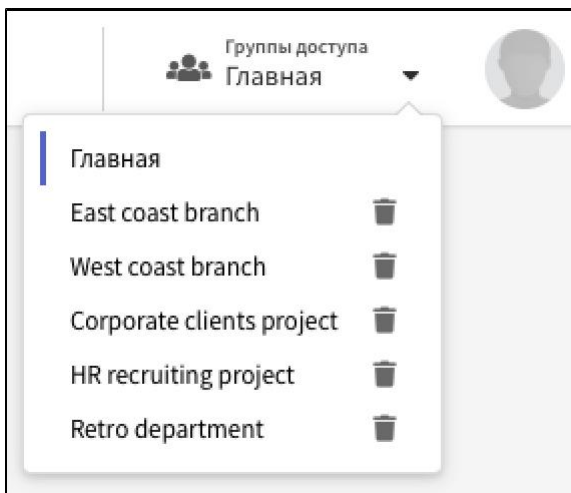 Группы доступа
Главная
Главная
East coast branch
West coast branch
Corporate clients project
HR recruiting project
Retro department